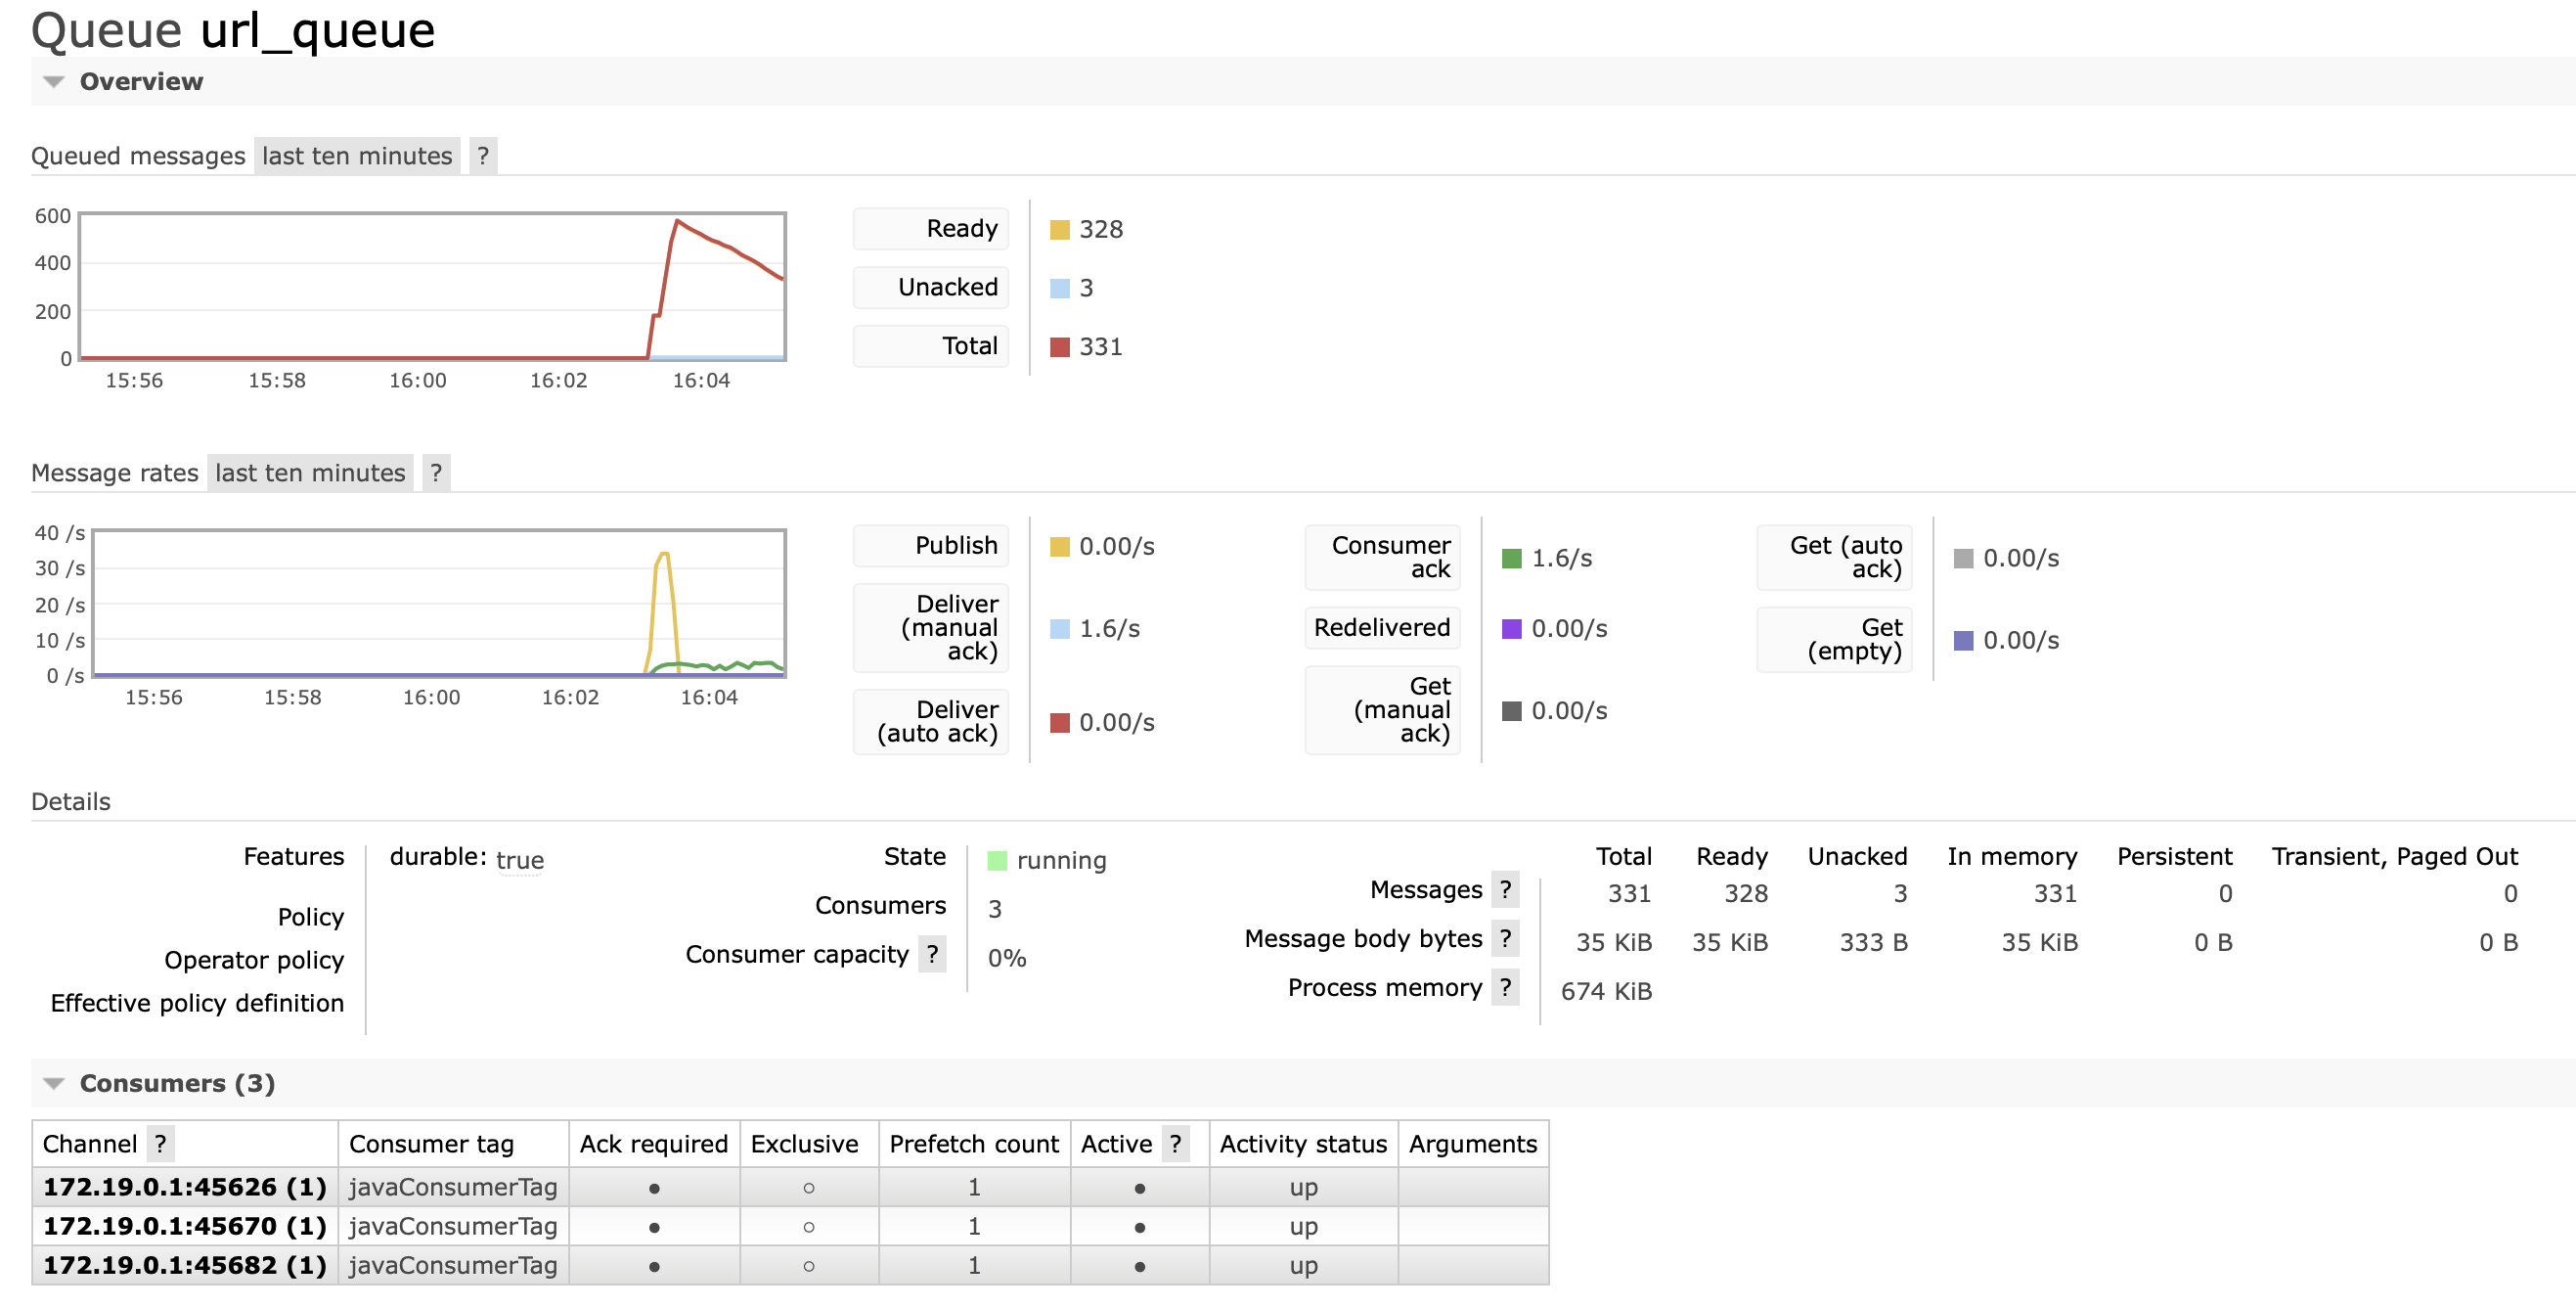 Queue url_queue
Overview
Queued messages last ten minutes ?
600
400
200
0
15:56 15:58 16:00 16:02 16:04
Ready 328
Unacked 3
Total 331
Message rates last ten minutes ?
40 /s
30 /s
20 /s
10 /s
0 /s
15:56 15:58 16:00 16:02 16:04
Publish 0.00/s
Deliver
(manual
ack)
1.6/s
Deliver
(auto ack)
0.00/s
Consumer
ack
1.6/s
Redelivered 0.00/s
Get
(manual
ack)
0.00/s
Get (auto
ack)
0.00/s
Get
(empty)
0.00/s
Details
Features durable: true
Policy
Operator policy
Effective policy definition
State running
Consumers 3
Consumer capacity ? 0%
Total Ready Unacked In memory Persistent Transient, Paged Out
Messages ? 331 328 3 331 0 0
Message body bytes ? 35 KiB 35 KiB 333 B 35 KiB 0 B 0 B
Process memory ? 674 KiB
Consumers (3)
Channel ? Consumer tag Ack required Exclusive Prefetch count Active ? Activity status Arguments
172.19.0.1:45626 (1) javaConsumerTag ● ○ 1 ● up
172.19.0.1:45670 (1) javaConsumerTag ● ○ 1 ● up
172.19.0.1:45682 (1) javaConsumerTag ● ○ 1 ● up